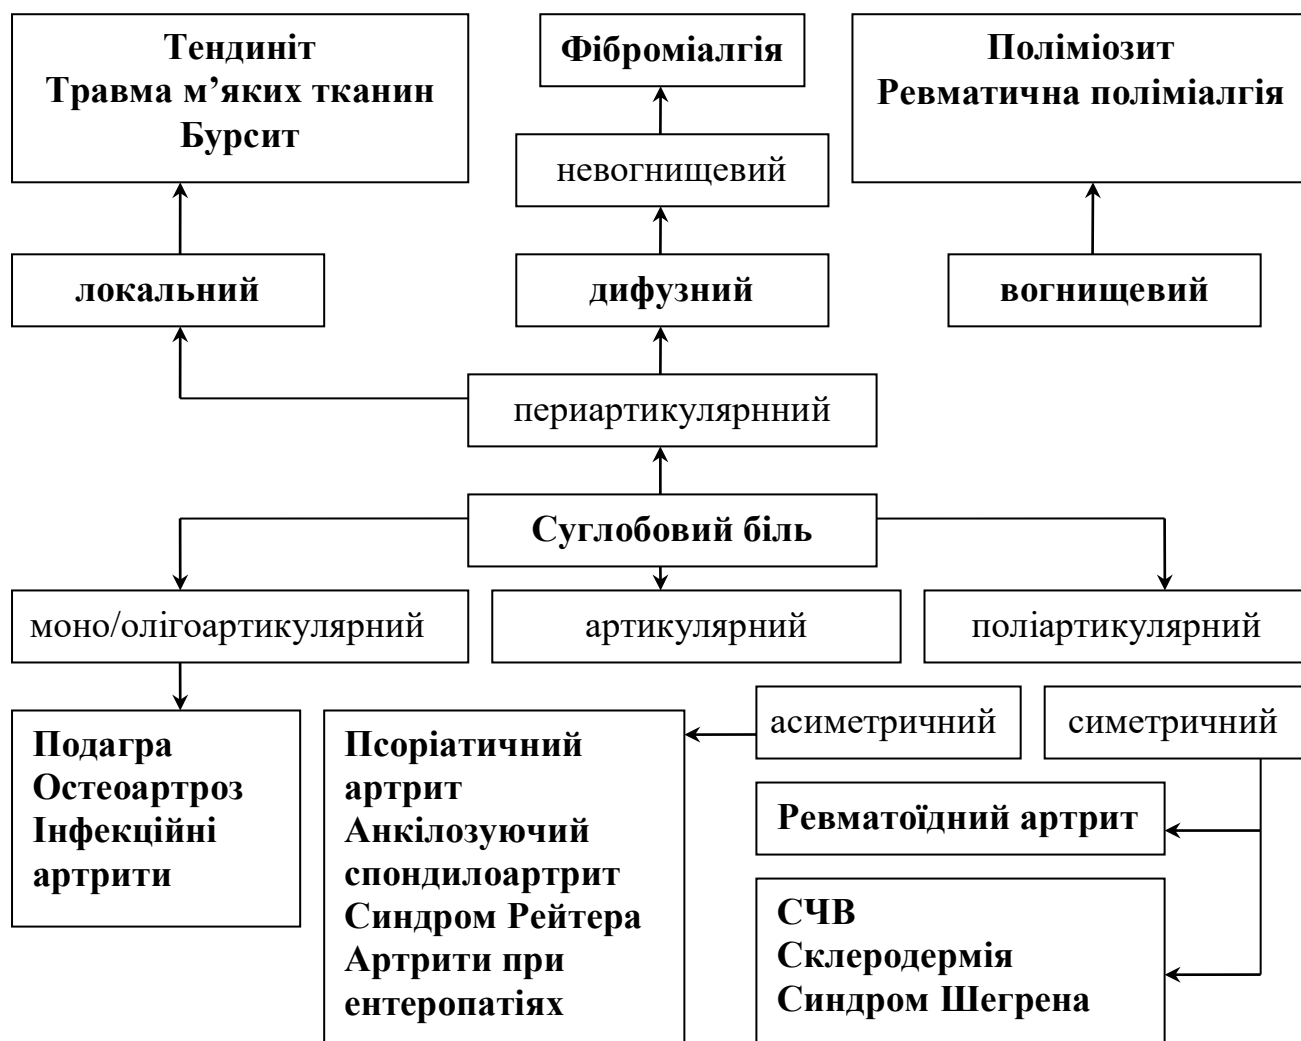 Тендиніт
Травма м’яких тканин
Бурсит
Фіброміалгія
Поліміозит
Ревматична поліміалгія
невогнищевий
локальний
дифузний
вогнищевий
периартикулярнний
Суглобовий біль
моно/олігоартикулярний
артикулярний
поліартикулярний
асиметричний
симетричний
Подагра
Остеоартроз
Інфекційні
артрити
Псоріатичний
артрит
Анкілозуючий
спондилоартрит
Синдром Рейтера
Артрити при
ентеропатіях
Ревматоїдний артрит
СЧВ
Склеродермія
Синдром Шегрена